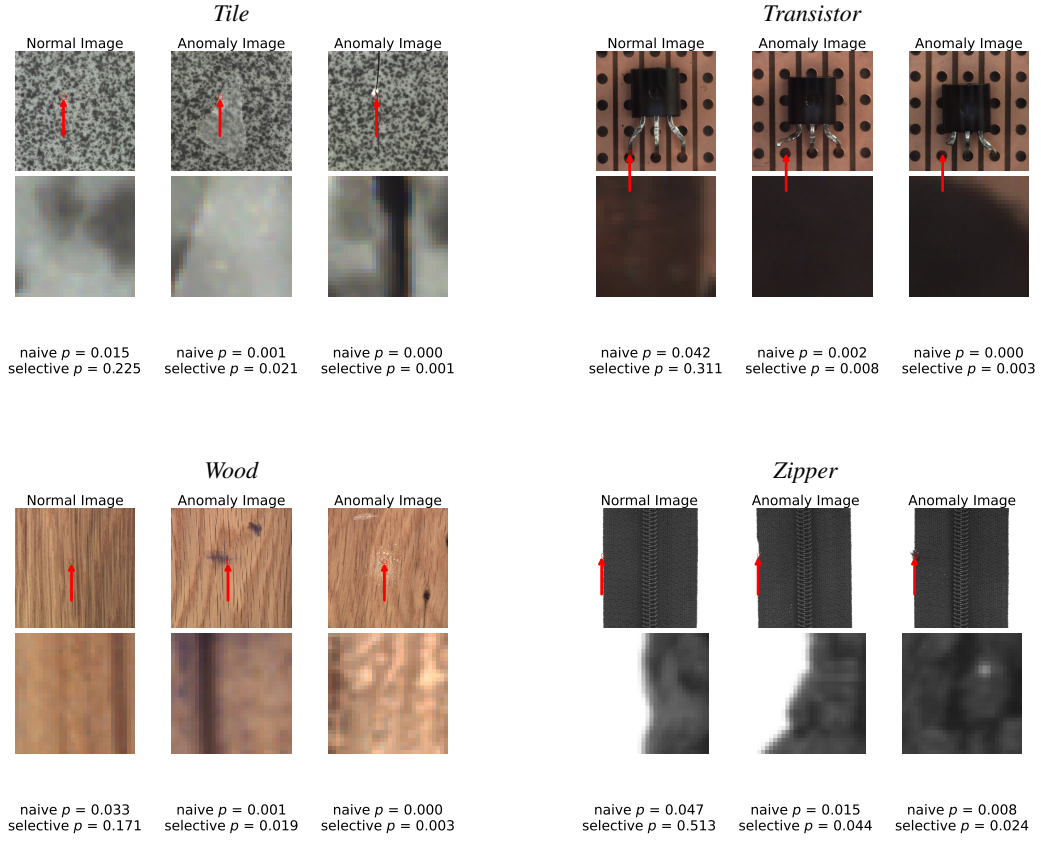 Tile
Normal Image
Anomaly Image
Anomaly Image
naive p = 0.015
selective p = 0.225
naive p = 0.001
selective p = 0.021
naive p = 0.000
selective p = 0.001
Transistor
Normal Image
Anomaly Image
Anomaly Image
naive p = 0.042
selective p = 0.311
naive p = 0.002
selective p = 0.008
naive p = 0.000
selective p = 0.003
Wood
Normal Image
Anomaly Image
Anomaly Image
naive p = 0.033
selective p = 0.171
naive p = 0.001
selective p = 0.019
naive p = 0.000
selective p = 0.003
Zipper
Normal Image
Anomaly Image
Anomaly Image
naive p = 0.047
selective p = 0.513
naive p = 0.015
selective p = 0.044
naive p = 0.008
selective p = 0.024